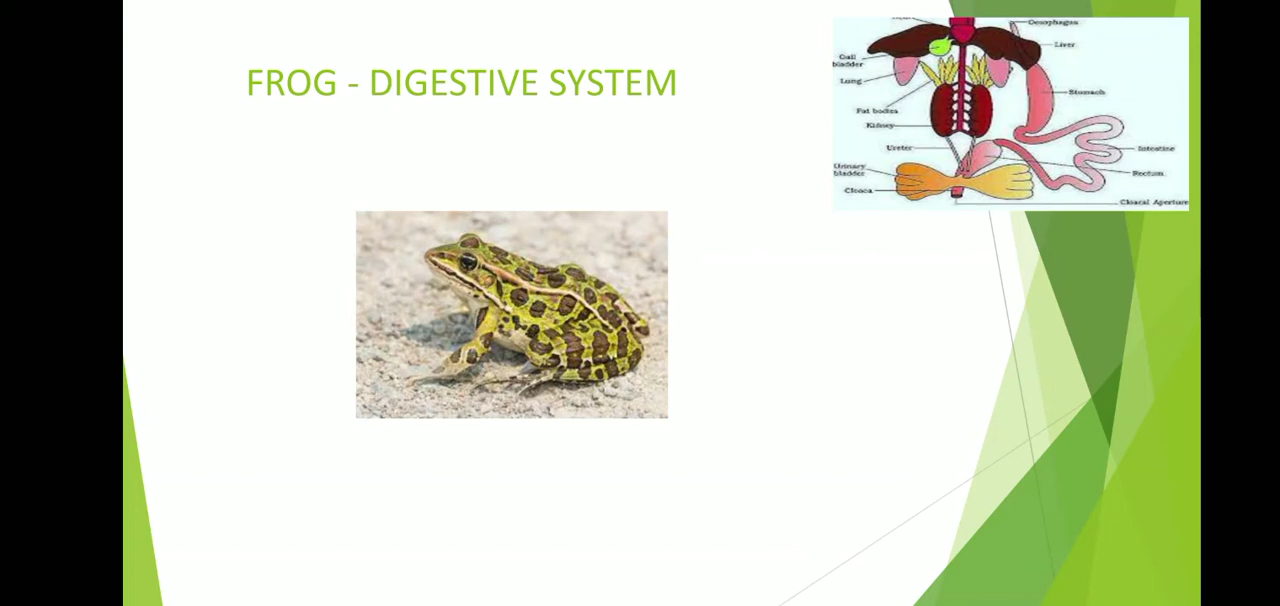 FROG - DIGESTIVE SYSTEM
Oesophagus
Liver
Gall
bladder
Lung
Stomach
Fat bodies
Kidney
Ureter
Intestine
Urinary
bladder
Rectum
Cloaca
Cloacal Aperture